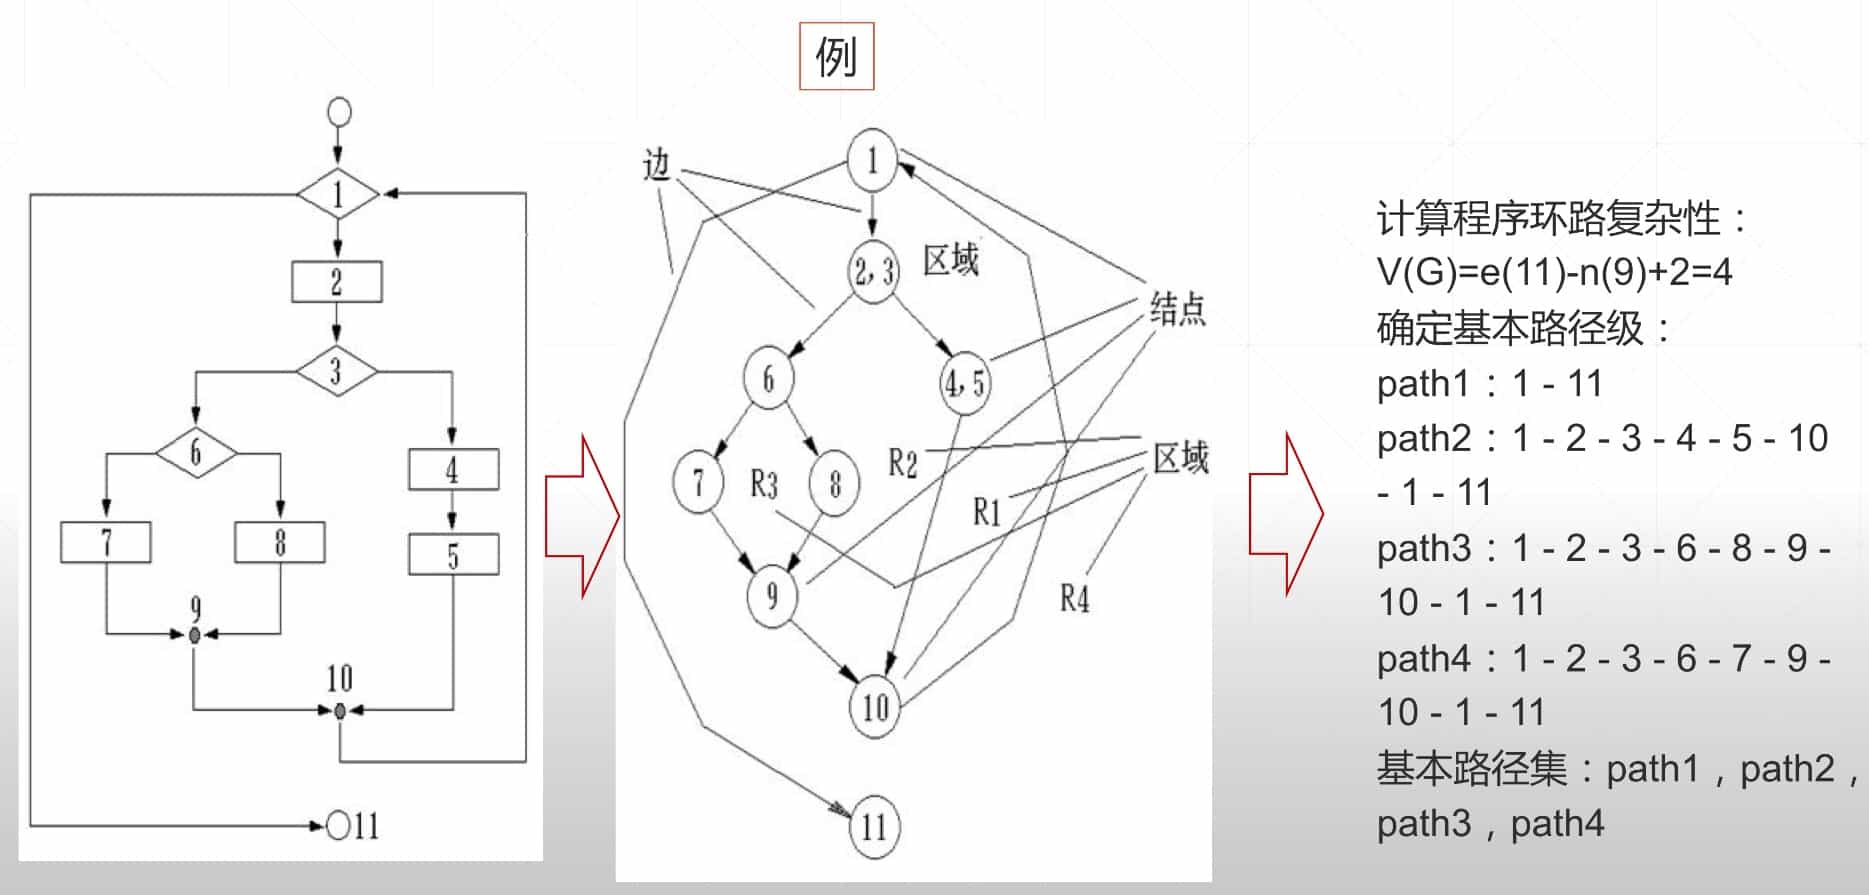 例
1
2
3
6
4
7
8
5
9
10
11
边
1
2,3
区域
结点
6
4,5
R2
区域
7
R3
8
R1
9
R4
10
11
计算程序环路复杂性：
V(G)=e(11)-n(9)+2=4
确定基本路径级：
path1：1 - 11
path2：1 - 2 - 3 - 4 - 5 - 10
- 1 - 11
path3：1 - 2 - 3 - 6 - 8 - 9 -
10 - 1 - 11
path4：1 - 2 - 3 - 6 - 7 - 9 -
10 - 1 - 11
基本路径集：path1，path2，
path3，path4